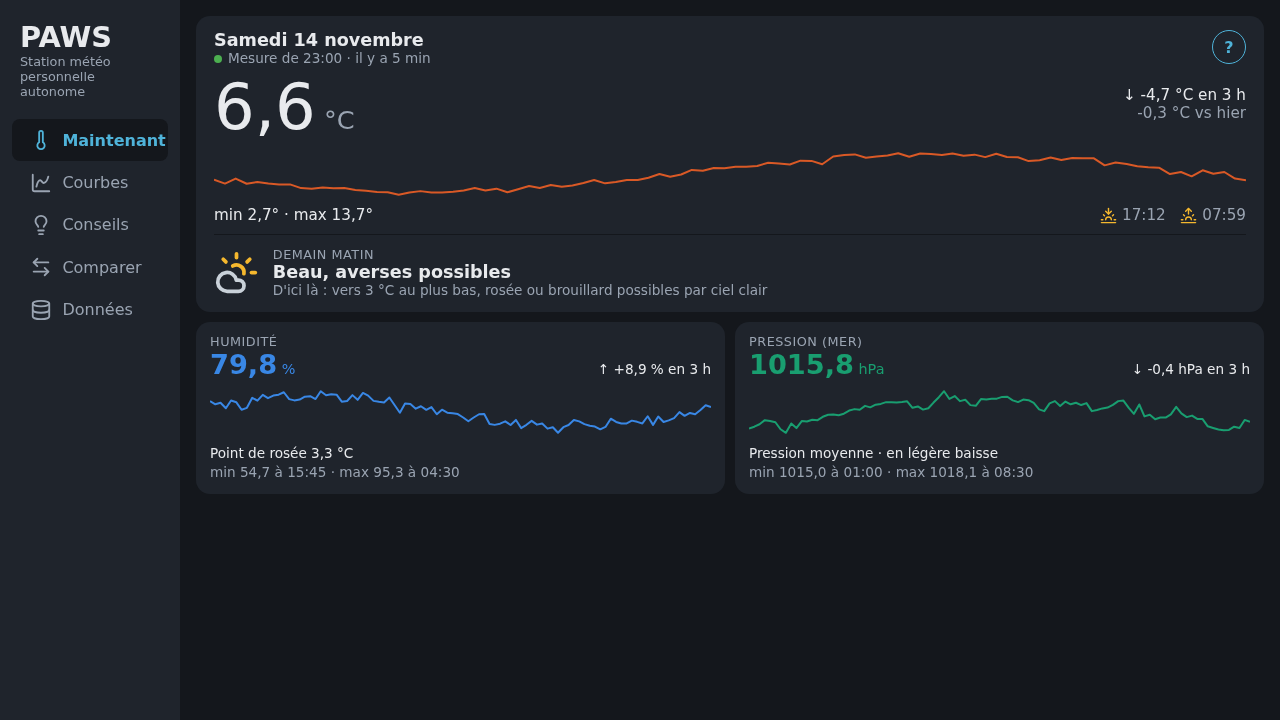 PAWS
Station météo
personnelle
autonome
Maintenant
Courbes
Conseils
Comparer
Données
Samedi 14 novembre
Mesure de 23:00 · il y a 5 min
?
6,6 °C
↓ -4,7 °C en 3 h
-0,3 °C vs hier
min 2,7° · max 13,7°
17:12 07:59
DEMAIN MATIN
Beau, averses possibles
D'ici là : vers 3 °C au plus bas, rosée ou brouillard possibles par ciel clair
HUMIDITÉ
79,8 %
↑ +8,9 % en 3 h
Point de rosée 3,3 °C
min 54,7 à 15:45 · max 95,3 à 04:30
PRESSION (MER)
1015,8 hPa
↓ -0,4 hPa en 3 h
Pression moyenne · en légère baisse
min 1015,0 à 01:00 · max 1018,1 à 08:30